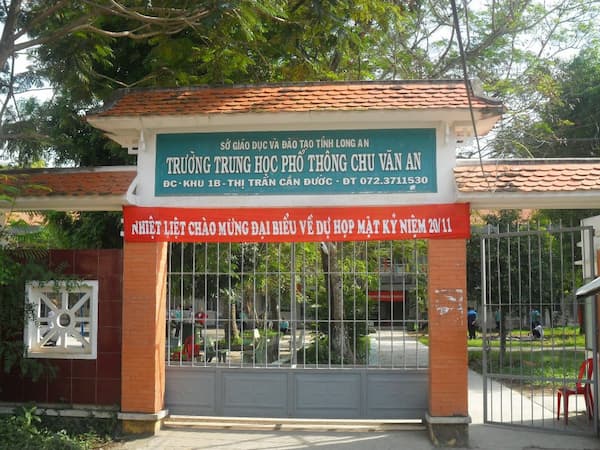 SỞ GIÁO DỤC VÀ ĐÀO TẠO TỈNH LONG AN
TRƯỜNG TRUNG HỌC PHỔ THÔNG CHU VĂN AN
ĐC - KHU 1B - THỊ TRẤN CẦN ĐƯỚC - ĐT 072.3711530
NHIỆT LIỆT CHÀO MỪNG ĐẠI BIỂU VỀ DỰ HỌP MẶT KỶ NIỆM 20/11